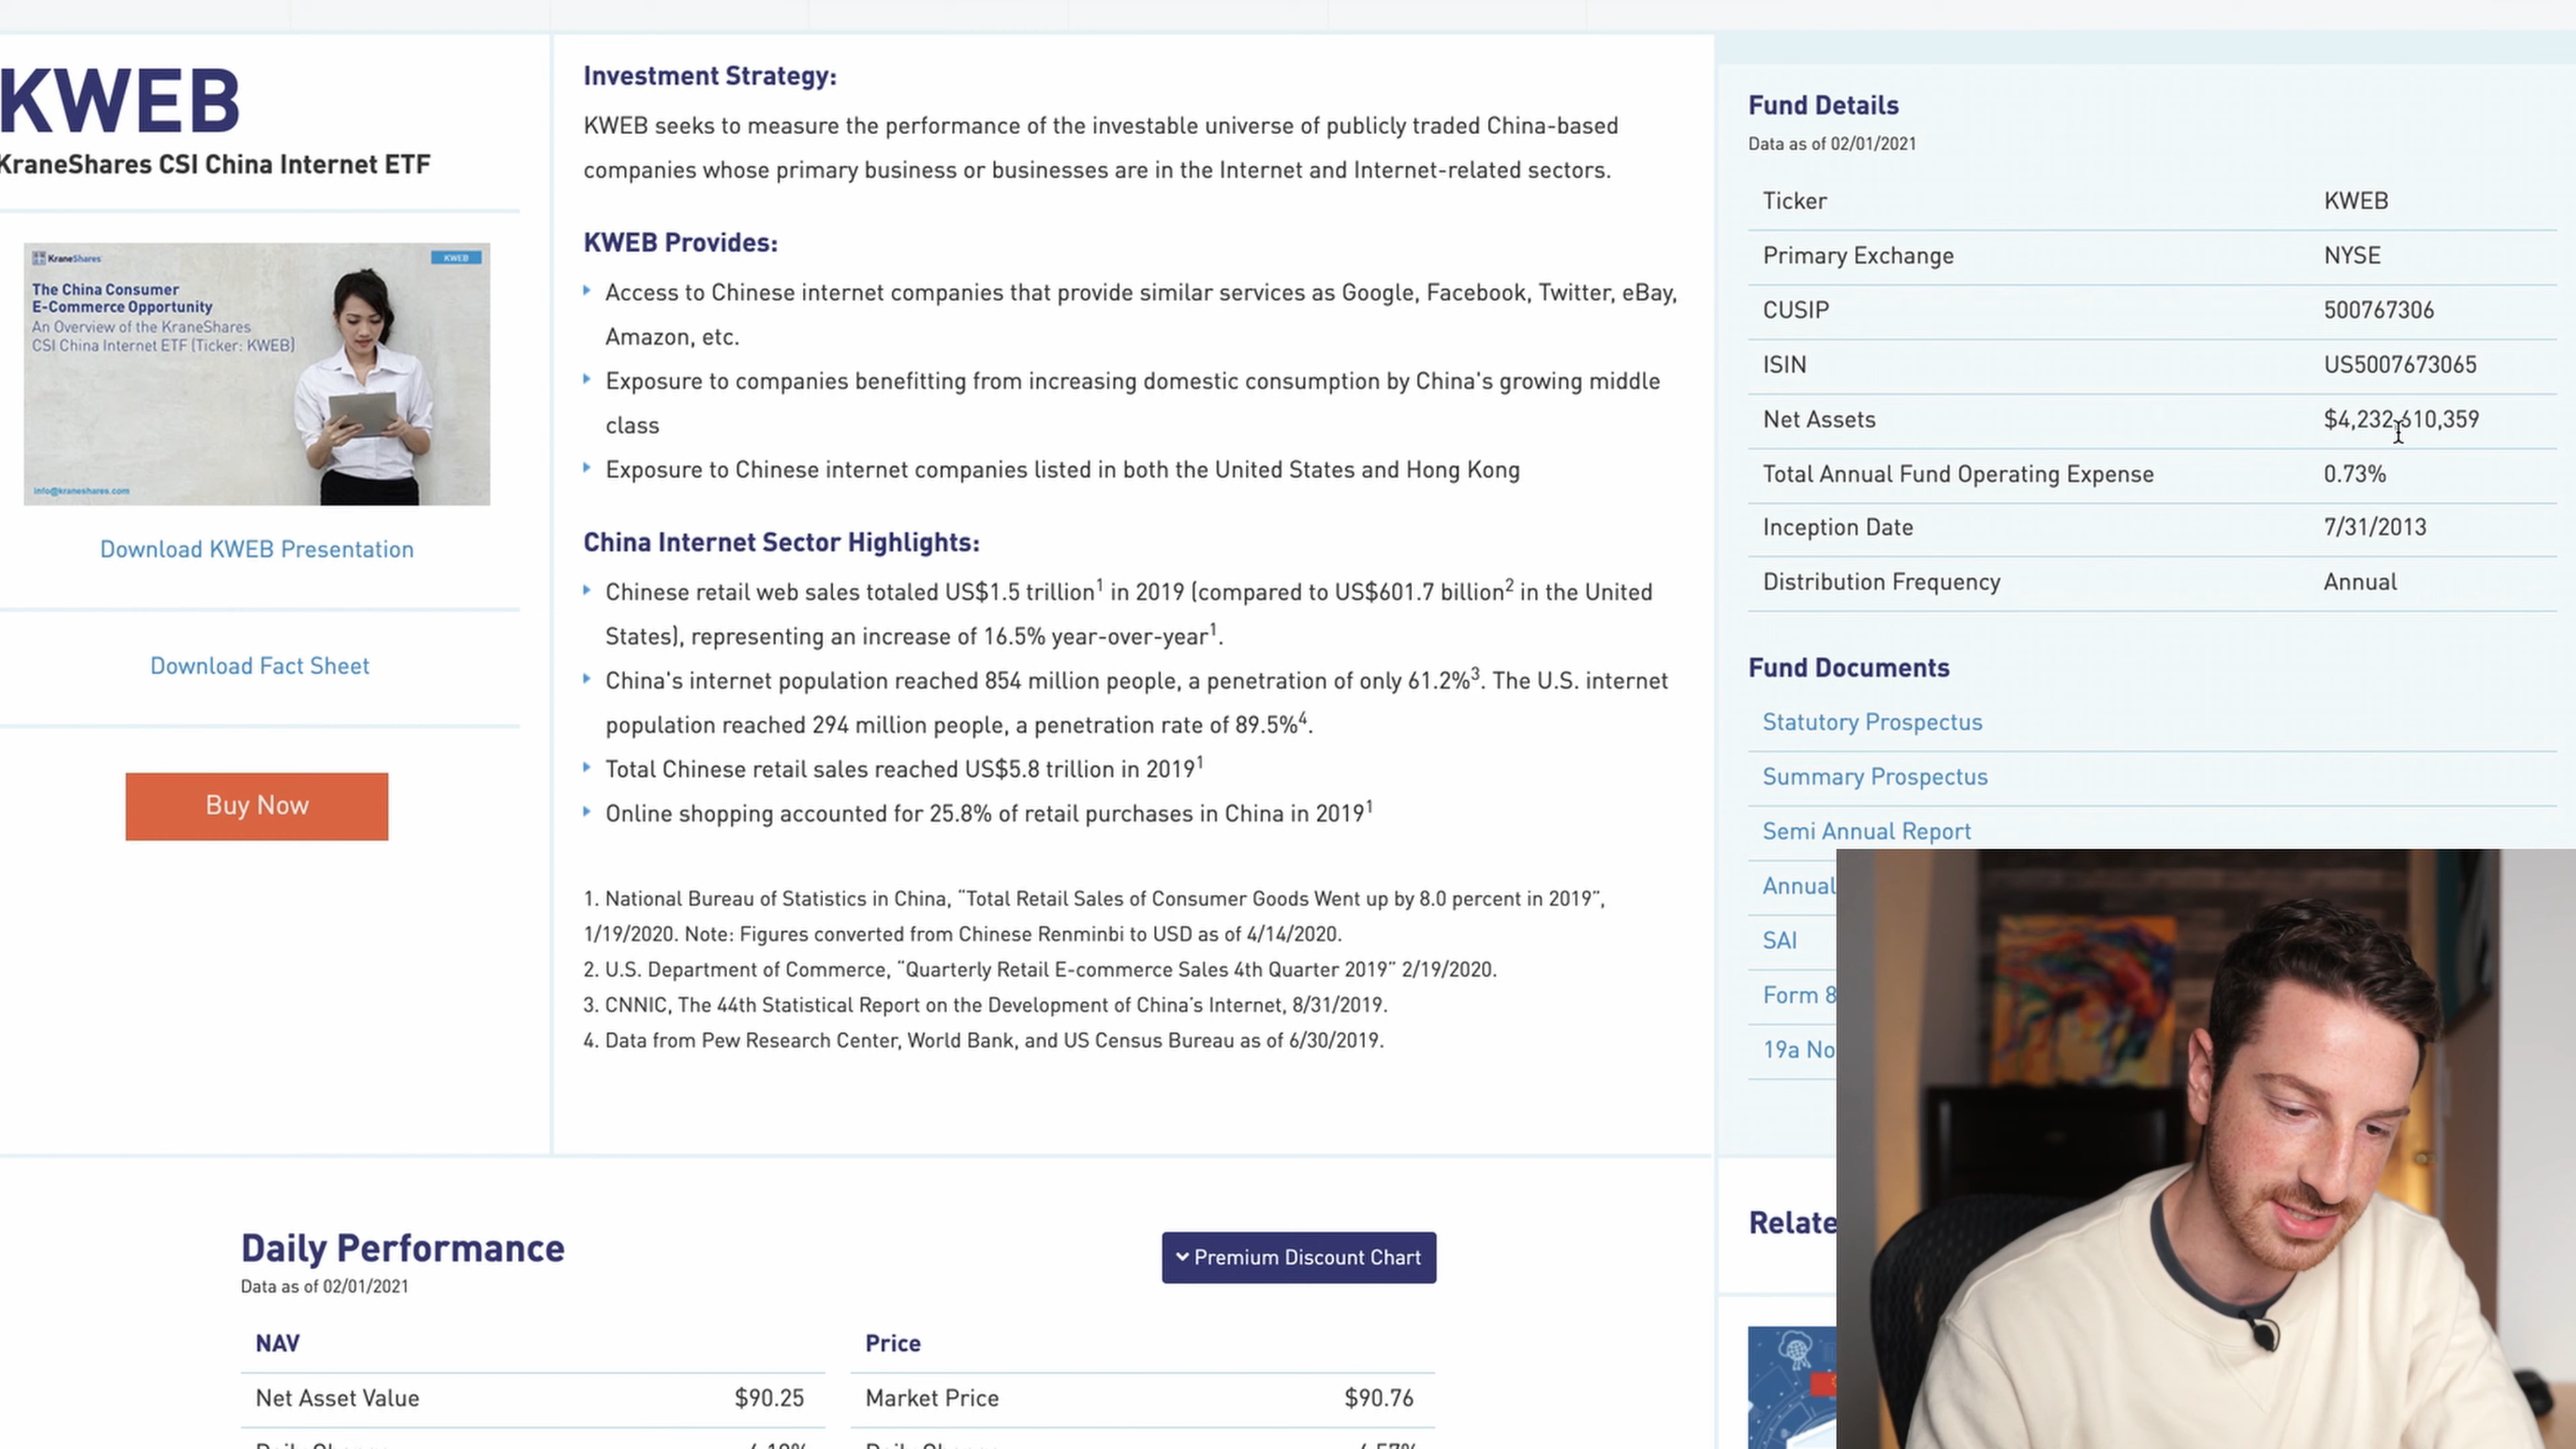 KWEB
KraneShares CSI China Internet ETF
KraneShares
KWEB
The China Consumer
E-Commerce Opportunity
An Overview of the KraneShares
CSI China Internet ETF (Ticker: KWEB)
info@kraneshares.com
Download KWEB Presentation
Download Fact Sheet
Buy Now
Investment Strategy:
KWEB seeks to measure the performance of the investable universe of publicly traded China-based
companies whose primary business or businesses are in the Internet and Internet-related sectors.
KWEB Provides:
Access to Chinese internet companies that provide similar services as Google, Facebook, Twitter, eBay,
Amazon, etc.
Exposure to companies benefitting from increasing domestic consumption by China's growing middle
class
Exposure to Chinese internet companies listed in both the United States and Hong Kong
China Internet Sector Highlights:
Chinese retail web sales totaled US$1.5 trillion1 in 2019 (compared to US$601.7 billion2 in the United
States), representing an increase of 16.5% year-over-year1.
China's internet population reached 854 million people, a penetration of only 61.2%3. The U.S. internet
population reached 294 million people, a penetration rate of 89.5%4.
Total Chinese retail sales reached US$5.8 trillion in 20191
Online shopping accounted for 25.8% of retail purchases in China in 20191
1. National Bureau of Statistics in China, “Total Retail Sales of Consumer Goods Went up by 8.0 percent in 2019”,
1/19/2020. Note: Figures converted from Chinese Renminbi to USD as of 4/14/2020.
2. U.S. Department of Commerce, “Quarterly Retail E-commerce Sales 4th Quarter 2019” 2/19/2020.
3. CNNIC, The 44th Statistical Report on the Development of China’s Internet, 8/31/2019.
4. Data from Pew Research Center, World Bank, and US Census Bureau as of 6/30/2019.
Fund Details
Data as of 02/01/2021
Ticker KWEB
Primary Exchange NYSE
CUSIP 500767306
ISIN US5007673065
Net Assets $4,232,610,359
Total Annual Fund Operating Expense 0.73%
Inception Date 7/31/2013
Distribution Frequency Annual
Fund Documents
Statutory Prospectus
Summary Prospectus
Semi Annual Report
Annual
SAI
Form 8
19a No
Relate
Daily Performance
Data as of 02/01/2021
Premium Discount Chart
NAV Price
Net Asset Value $90.25 Market Price $90.76